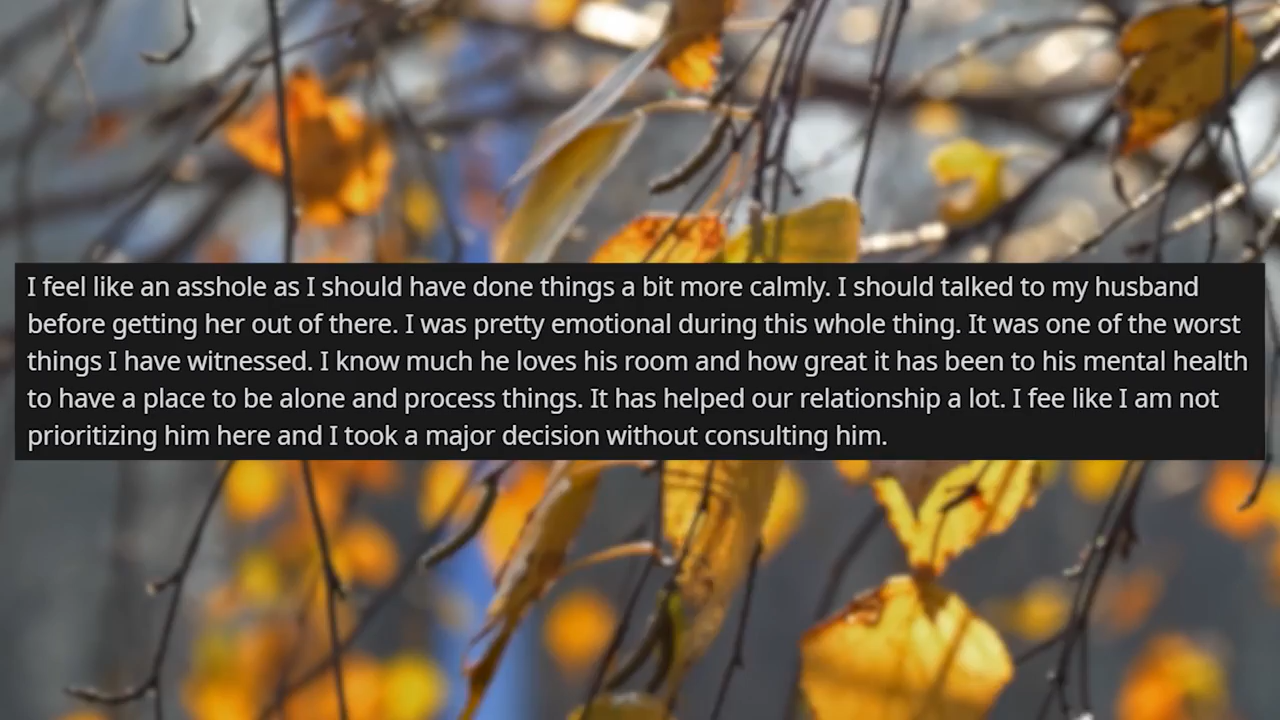 I feel like an asshole as I should have done things a bit more calmly. I should talked to my husband
before getting her out of there. I was pretty emotional during this whole thing. It was one of the worst
things I have witnessed. I know much he loves his room and how great it has been to his mental health
to have a place to be alone and process things. It has helped our relationship a lot. I fee like I am not
prioritizing him here and I took a major decision without consulting him.